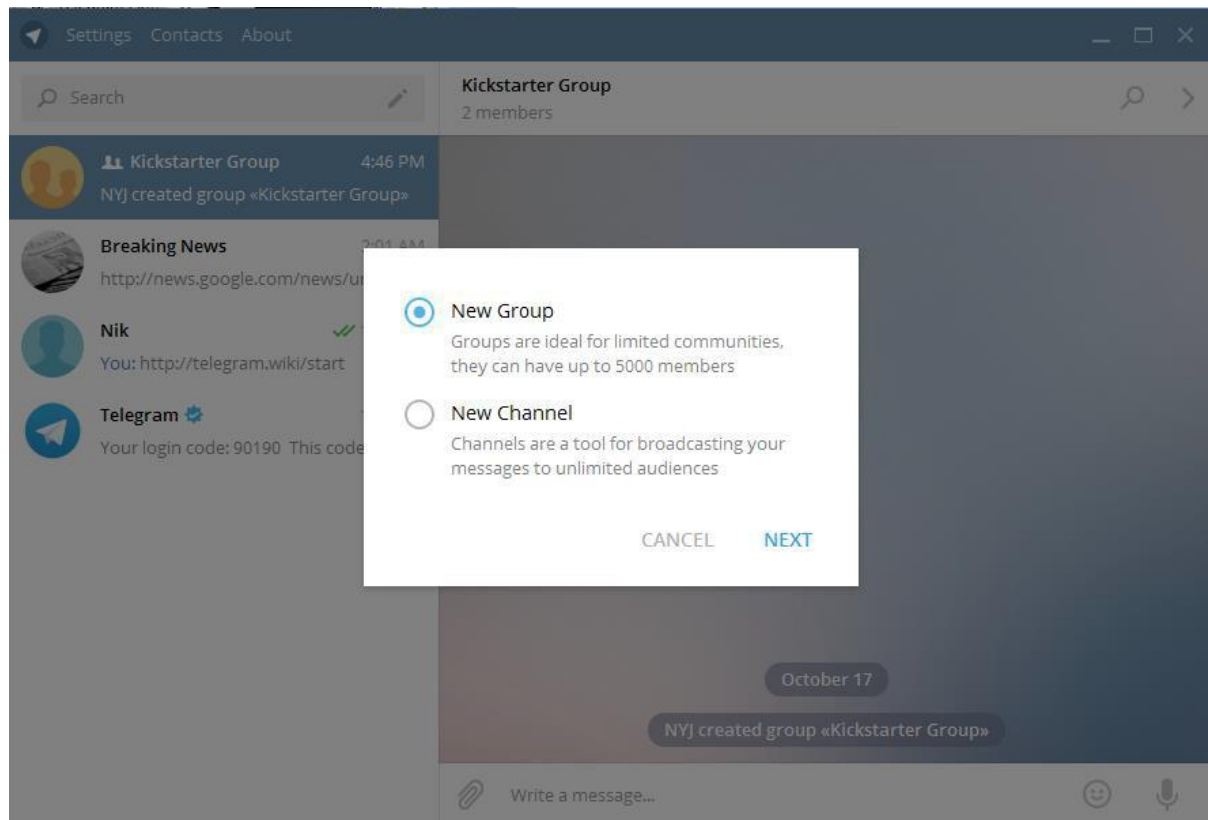 Settings Contacts About
Search
Kickstarter Group
2 members
Kickstarter Group 4:46 PM
NYJ created group «Kickstarter Group»
Breaking News 2:01 AM
http://news.google.com/news/
Nik
You: http://telegram.wiki/start
Telegram
Your login code: 90190 This code
New Group
Groups are ideal for limited communities,
they can have up to 5000 members
New Channel
Channels are a tool for broadcasting your
messages to unlimited audiences
CANCEL NEXT
October 17
NYJ created group «Kickstarter Group»
Write a message...